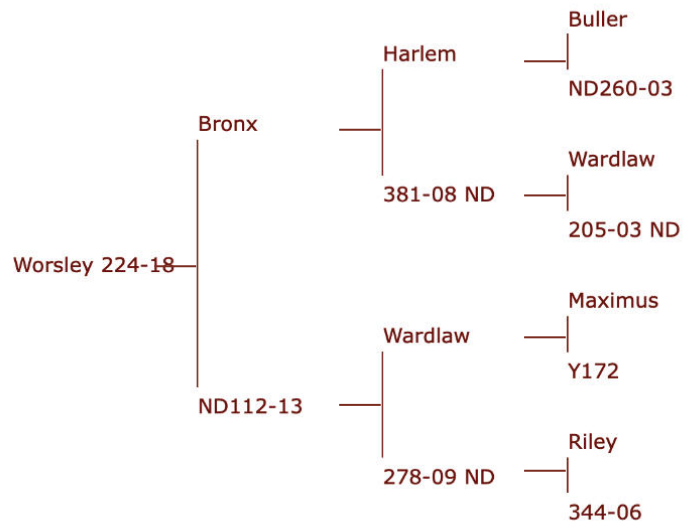 Buller
Harlem
ND260-03
Bronx
Wardlaw
381-08 ND
205-03 ND
Worsley 224-18
Maximus
Wardlaw
Y172
ND112-13
Riley
278-09 ND
344-06